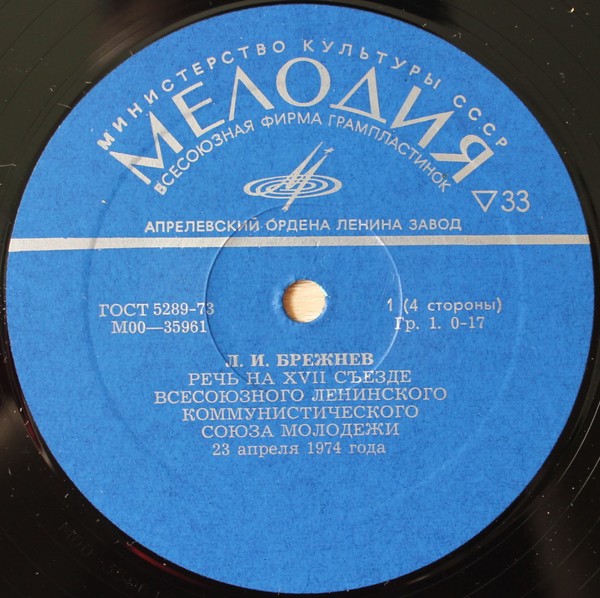 МИНИСТЕРСТВО КУЛЬТУРЫ СССР
МЕЛОДИЯ
ВСЕСОЮЗНАЯ ФИРМА ГРАМПЛАСТИНОК
▽33
АПРЕЛЕВСКИЙ ОРДЕНА ЛЕНИНА ЗАВОД
ГОСТ 5289-73
М00—35961
1 (4 стороны)
Гр. 1. 0-17
Л. И. БРЕЖНЕВ
РЕЧЬ НА XVII СЪЕЗДЕ
ВСЕСОЮЗНОГО ЛЕНИНСКОГО
КОММУНИСТИЧЕСКОГО
СОЮЗА МОЛОДЕЖИ
23 апреля 1974 года